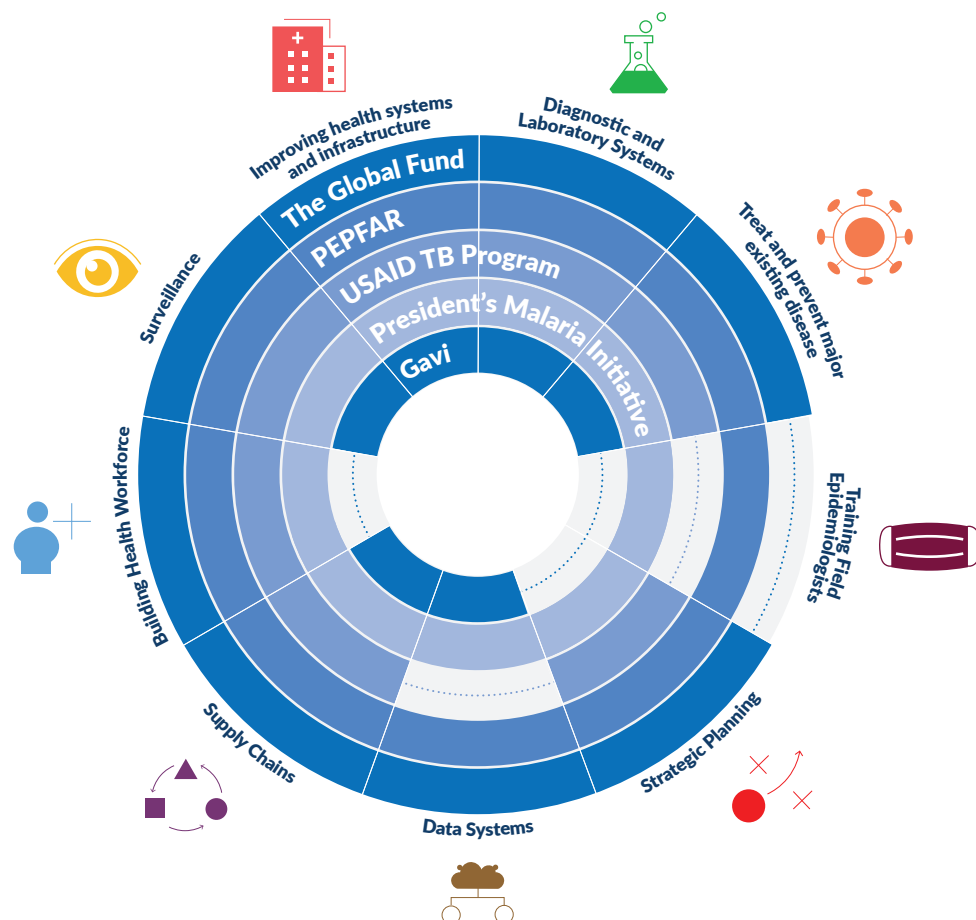 Improving health systems
and infrastructure
Diagnostic and
Laboratory Systems
Treat and prevent major
existing disease
Training Field
Epidemiologists
Strategic Planning
Data Systems
Supply Chains
Building Health Workforce
Surveillance
The Global Fund
PEPFAR
USAID TB Program
President's Malaria Initiative
Gavi